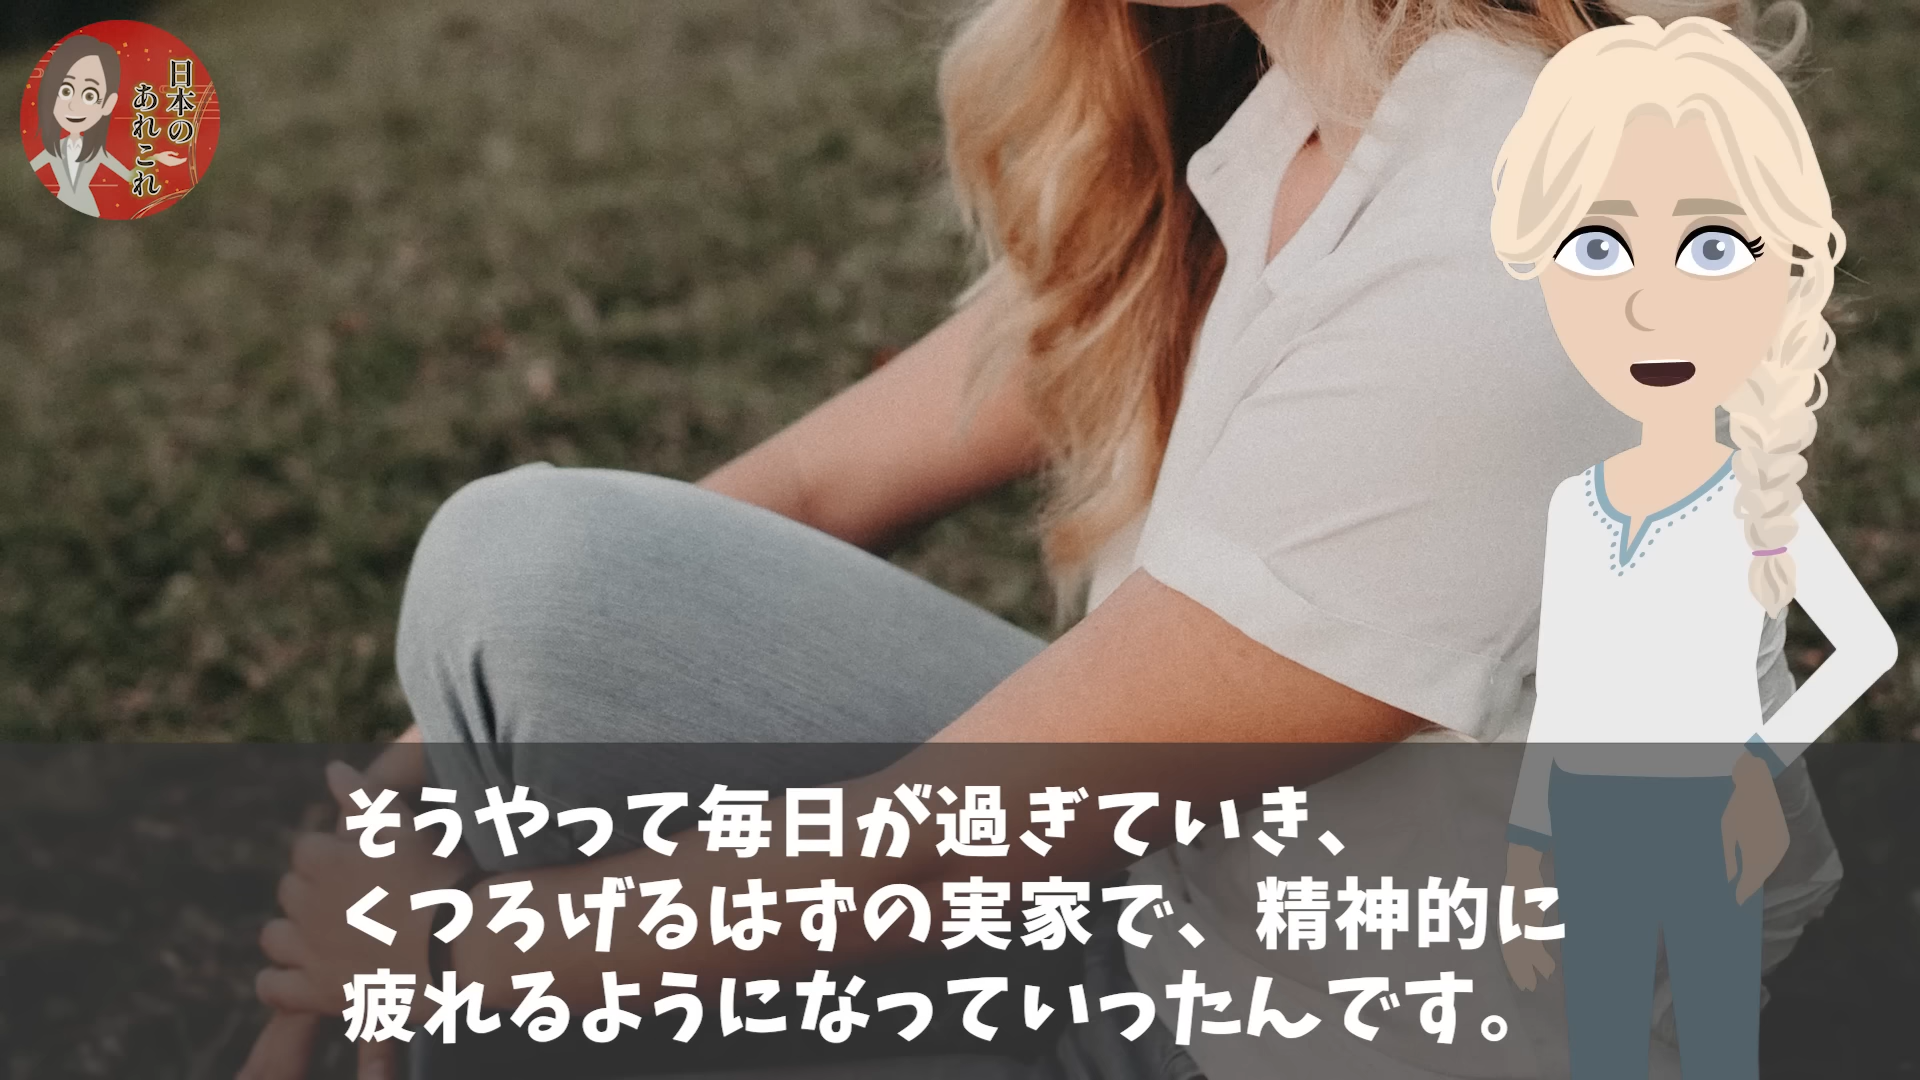 日本の
あれこれ
そうやって毎日が過ぎていき、
くつろげるはずの実家で、精神的に
疲れるようになっていったんです。